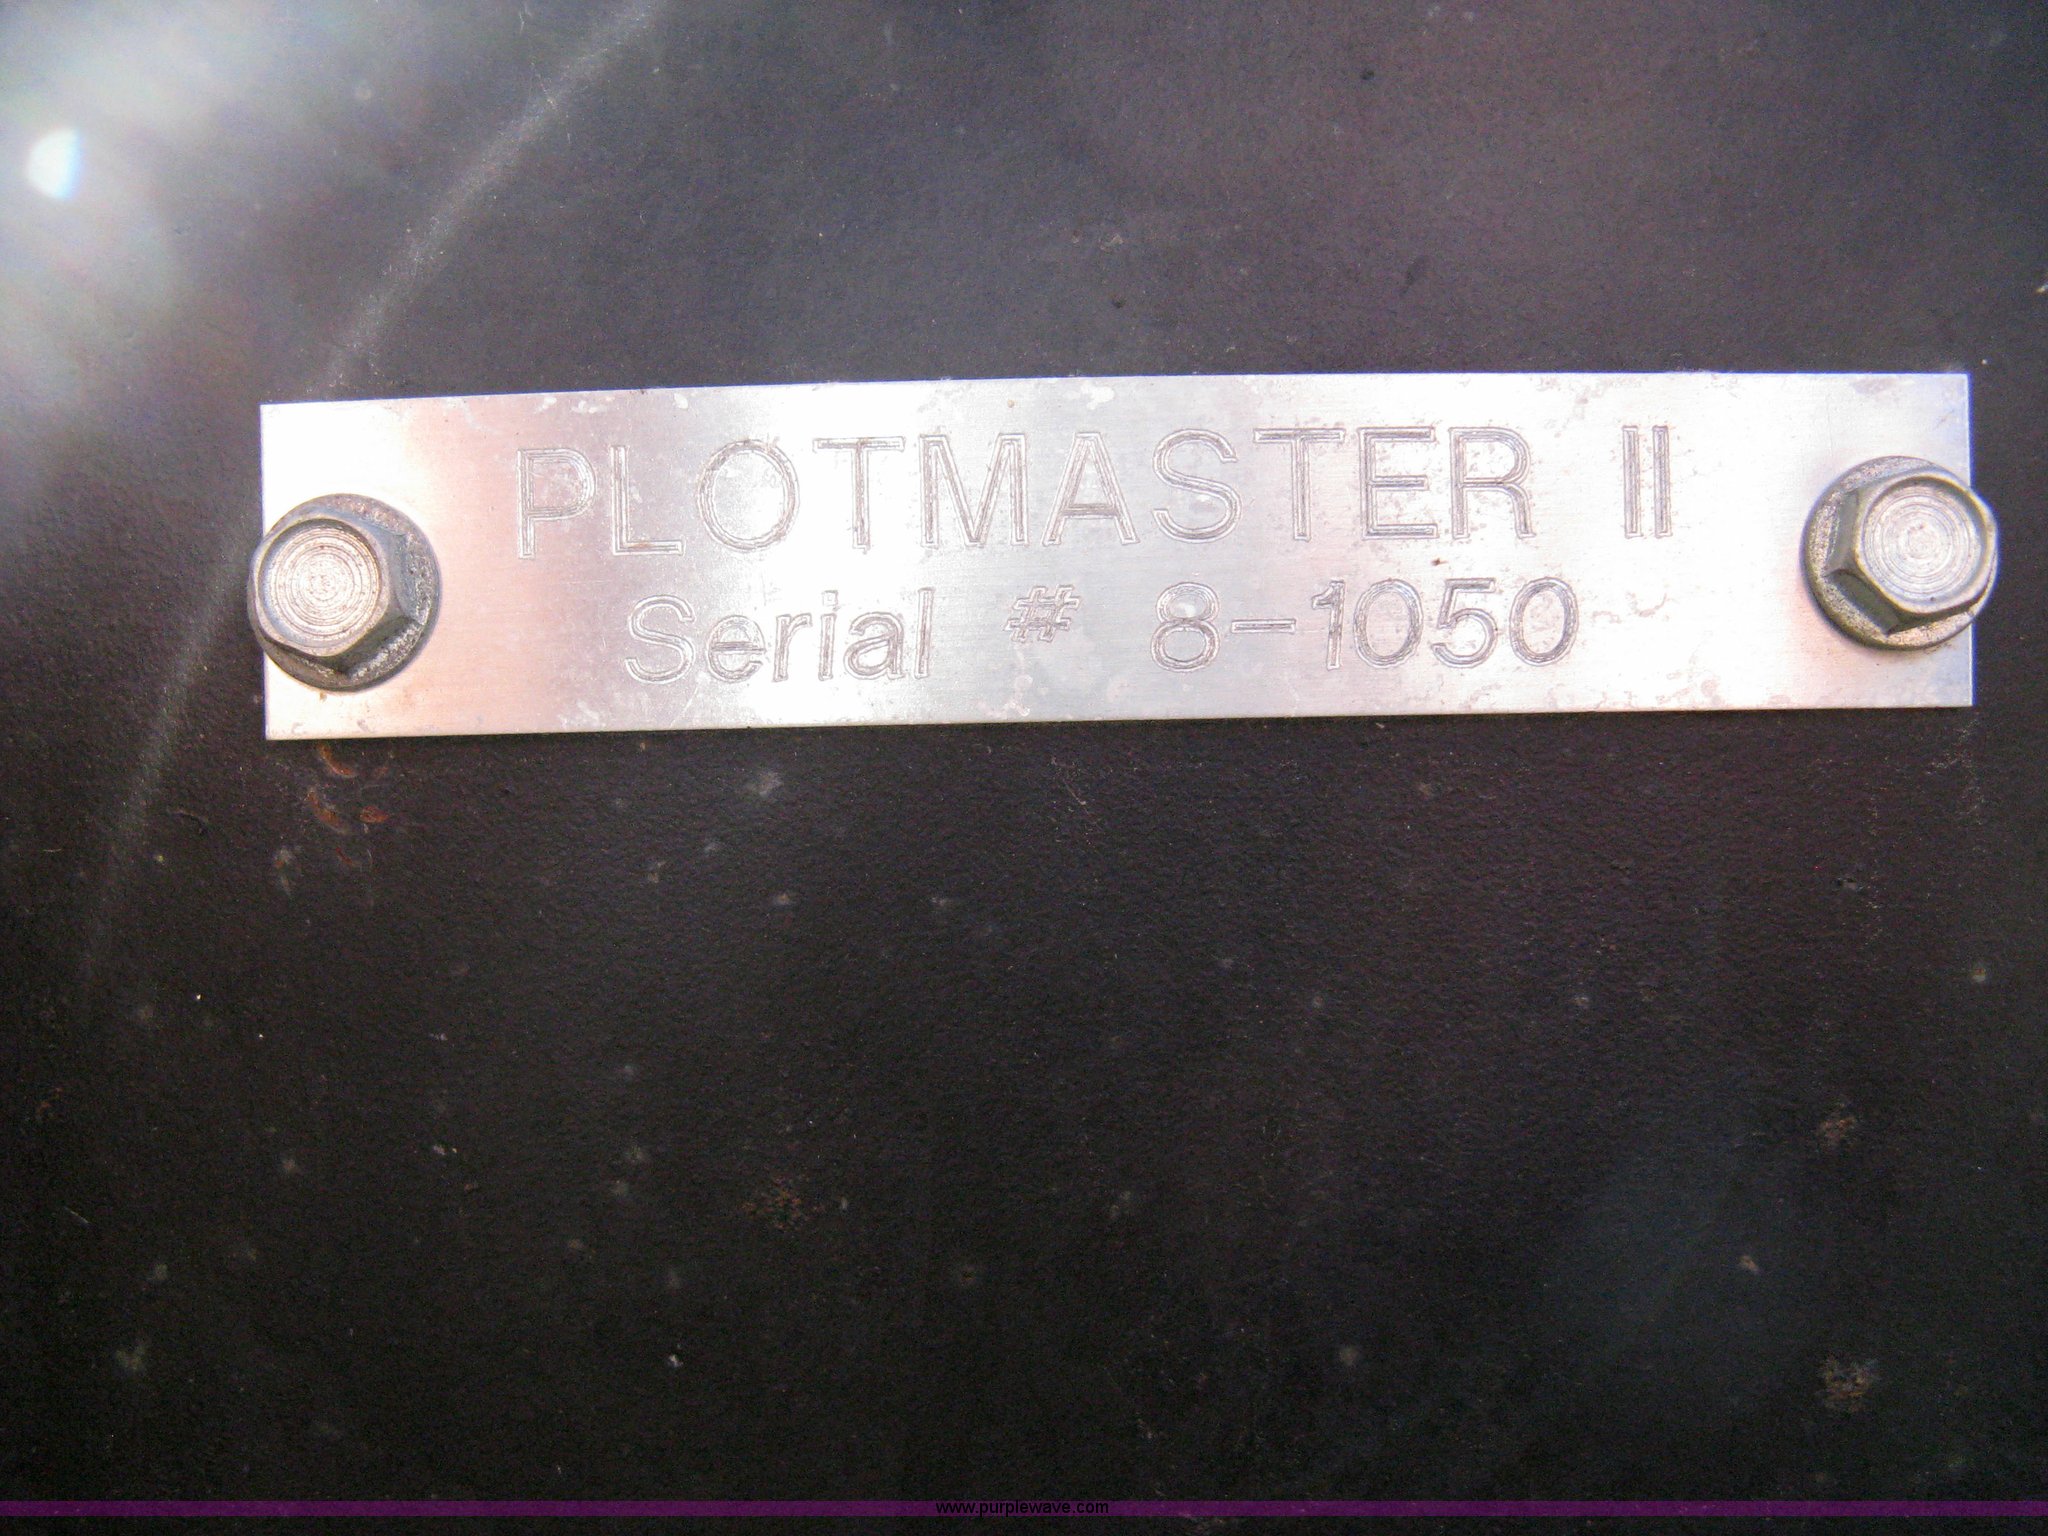 PLOTMASTER II
Serial # 8-1050
www.purplewave.com